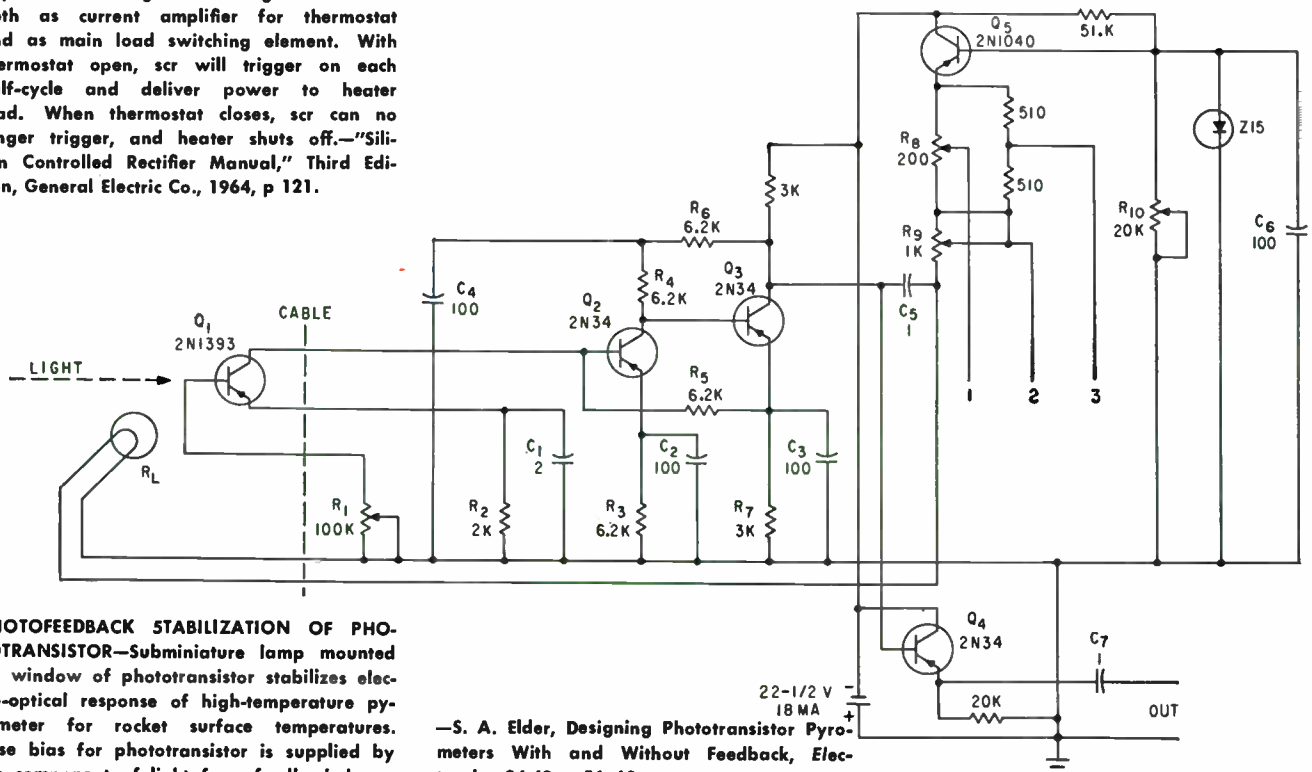 oth as current amplifier for thermostat
d as main load switching element. With
ermostat open, scr will trigger on each
lf-cycle and deliver power to heater
ad. When thermostat closes, scr can no
nger trigger, and heater shuts off.—"Sili-
n Controlled Rectifier Manual," Third Edi-
n, General Electric Co., 1964, p 121.
Q5
2N1040
51.K
510
R8
200
510
Z15
R9
1K
R10
20K
C6
100
3K
R6
6.2K
R4
6.2K
Q3
2N34
C4
100
Q2
2N34
C5
1
CABLE
Q1
2N1393
LIGHT
R5
6.2K
1
2
3
RL
C1
2
C2
100
C3
100
R1
100K
R2
2K
R3
6.2K
R7
3K
Q4
2N34
C7
1
22-1/2 V
18 MA
−
+
20K
OUT
HOTOFEEDBACK STABILIZATION OF PHO-
OTRANSISTOR—Subminiature lamp mounted
window of phototransistor stabilizes elec-
-optical response of high-temperature py-
meter for rocket surface temperatures.
se bias for phototransistor is supplied by
—S. A. Elder, Designing Phototransistor Pyro-
meters With and Without Feedback, Elec-